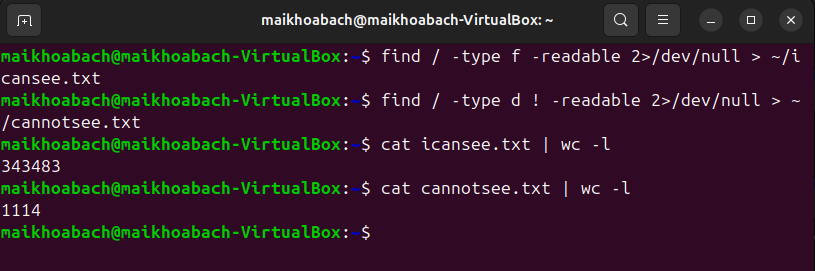 maikhoabach@maikhoabach-VirtualBox: ~
maikhoabach@maikhoabach-VirtualBox:~$ find / -type f -readable 2>/dev/null > ~/i
cansee.txt
maikhoabach@maikhoabach-VirtualBox:~$ find / -type d ! -readable 2>/dev/null > ~
/cannotsee.txt
maikhoabach@maikhoabach-VirtualBox:~$ cat icansee.txt | wc -l
343483
maikhoabach@maikhoabach-VirtualBox:~$ cat cannotsee.txt | wc -l
1114
maikhoabach@maikhoabach-VirtualBox:~$